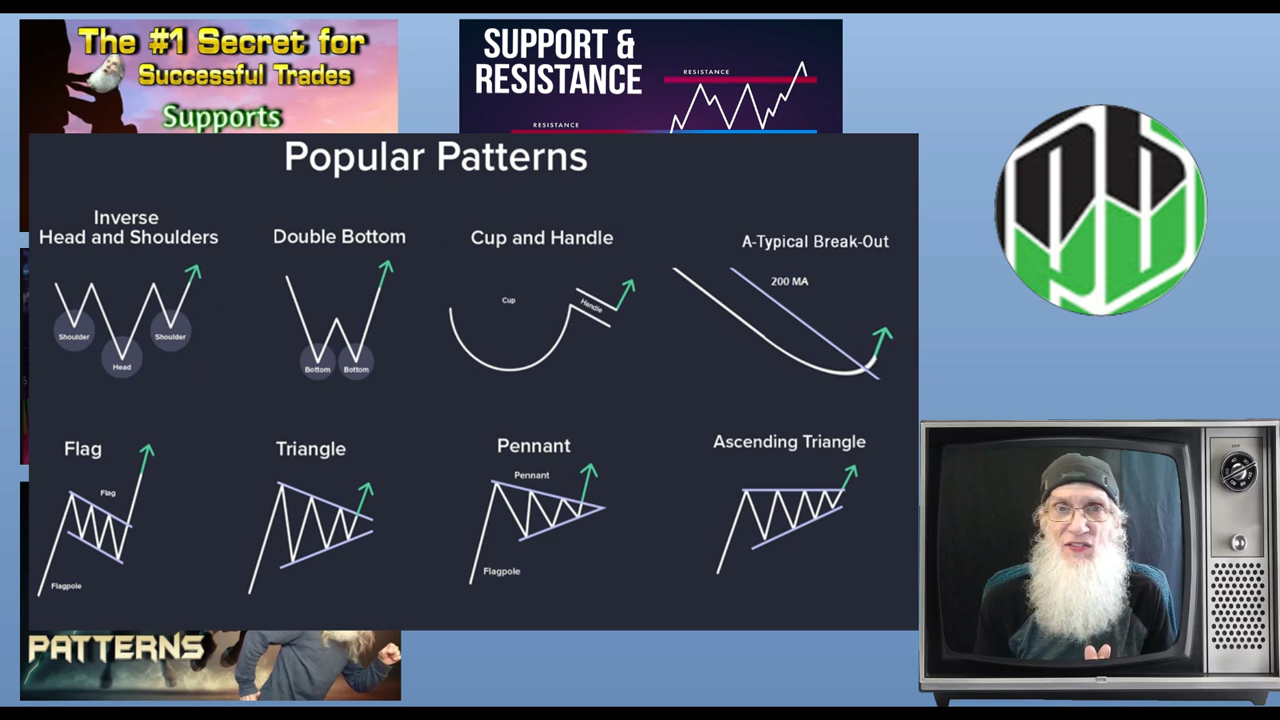 The #1 Secret for
Successful Trades
Supports
SUPPORT &
RESISTANCE
RESISTANCE
RESISTANCE
Popular Patterns
Inverse
Head and Shoulders
Shoulder
Head
Shoulder
Double Bottom
Bottom
Bottom
Cup and Handle
Cup
Handle
A-Typical Break-Out
200 MA
Flag
Flag
Flagpole
Triangle
Pennant
Pennant
Flagpole
Ascending Triangle
PATTERNS